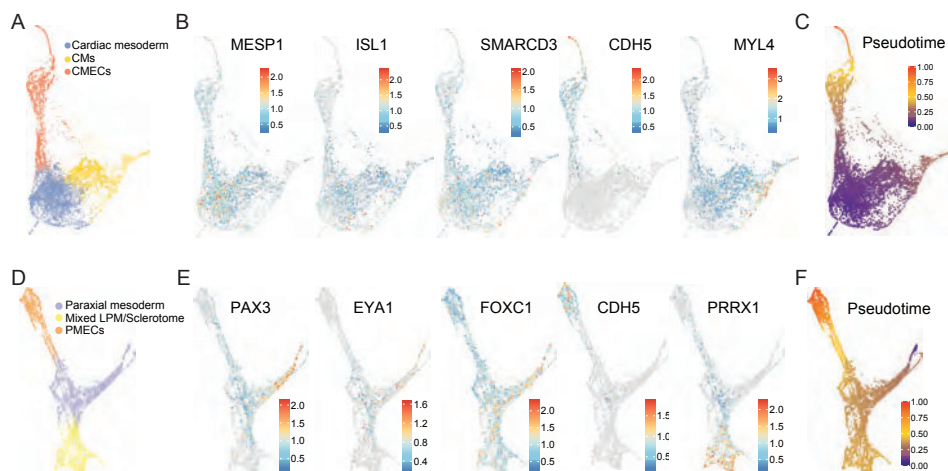 A
Cardiac mesoderm
CMs
CMECs
B
MESP1
2.0
1.5
1.0
0.5
ISL1
2.0
1.5
1.0
0.5
SMARCD3
2.0
1.5
1.0
0.5
CDH5
2.0
1.5
1.0
0.5
MYL4
3
2
1
C
Pseudotime
1.00
0.75
0.50
0.25
0.00
D
Paraxial mesoderm
Mixed LPM/Sclerotome
PMECs
E
PAX3
2.0
1.5
1.0
0.5
EYA1
1.6
1.2
0.8
0.4
FOXC1
2.0
1.5
1.0
0.5
CDH5
2.0
1.5
1.0
0.5
PRRX1
2.0
1.5
1.0
0.5
F
Pseudotime
1.00
0.75
0.50
0.25
0.00